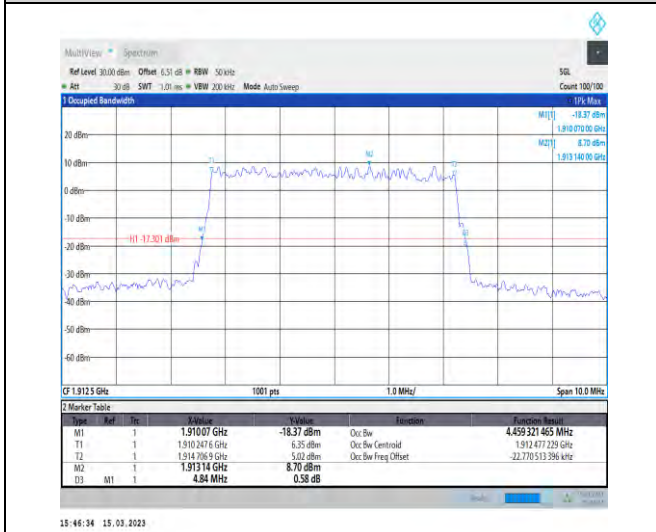 MultiView Spectrum
Ref Level 30.00 dBm Offset 6.51 dB RBW 50 kHz SGL
Att 30 dB SWT 1.01 ms VBW 200 kHz Mode Auto Sweep Count 100/100
1 Occupied Bandwidth 1Pk Max
M1[1] -18.37 dBm
1.910 070 00 GHz
M2[1] 8.70 dBm
1.913 140 00 GHz
20 dBm
10 dBm
T1 M2 T2
0 dBm
-10 dBm
M1
H1 -17.301 dBm
-20 dBm
-30 dBm
-40 dBm
-50 dBm
-60 dBm
CF 1.912 5 GHz 1001 pts 1.0 MHz/ Span 10.0 MHz
2 Marker Table
Type Ref Trc X-Value Y-Value Function Function Result
M1 1 1.91007 GHz -18.37 dBm Occ Bw 4.459 321 465 MHz
T1 1 1.910 247 6 GHz 6.35 dBm Occ Bw Centroid 1.912 477 229 GHz
T2 1 1.914 706 9 GHz 5.02 dBm Occ Bw Freq Offset -22.770 513 396 kHz
M2 1 1.91314 GHz 8.70 dBm
D3 M1 1 4.84 MHz 0.58 dB
15:46:34 15.03.2023